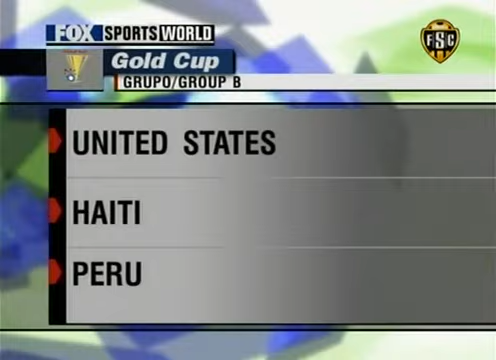 FOX SPORTS WORLD
FSC
Gold Cup
GRUPO/GROUP B
UNITED STATES
HAITI
PERU